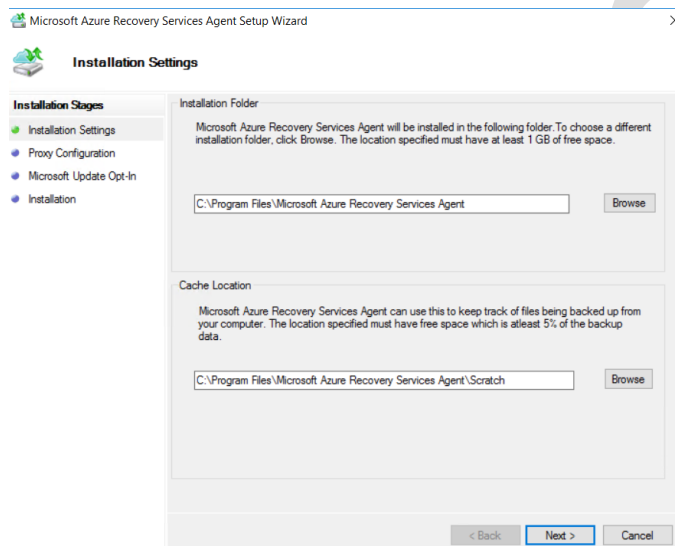 Microsoft Azure Recovery Services Agent Setup Wizard
Installation Settings
Installation Stages
Installation Settings
Proxy Configuration
Microsoft Update Opt-In
Installation
Installation Folder
Microsoft Azure Recovery Services Agent will be installed in the following folder.To choose a different
installation folder, click Browse. The location specified must have at least 1 GB of free space.
C:\Program Files\Microsoft Azure Recovery Services Agent
Browse
Cache Location
Microsoft Azure Recovery Services Agent can use this to keep track of files being backed up from
your computer. The location specified must have free space which is atleast 5% of the backup
data.
C:\Program Files\Microsoft Azure Recovery Services Agent\Scratch
Browse
< Back
Next >
Cancel